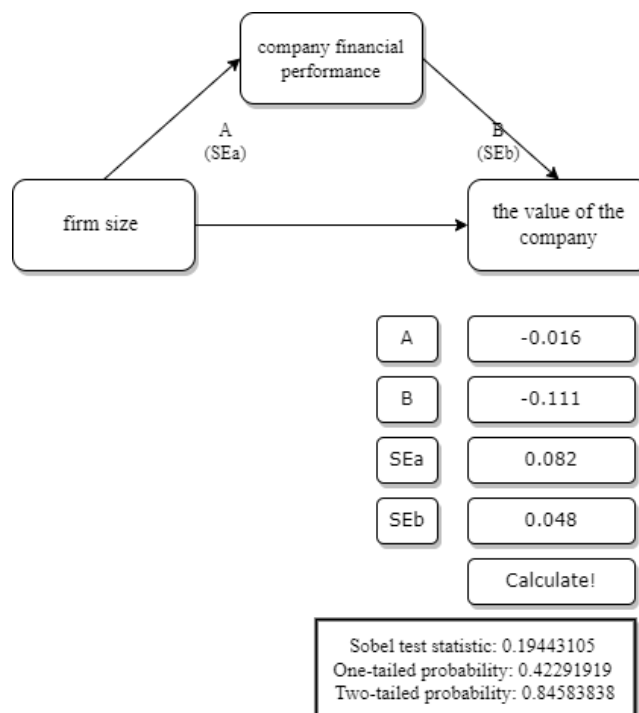 company financial
performance
A
(SEa)
B
(SEb)
firm size
the value of the
company
A
-0.016
B
-0.111
SEa
0.082
SEb
0.048
Calculate!
Sobel test statistic: 0.19443105
One-tailed probability: 0.42291919
Two-tailed probability: 0.84583838